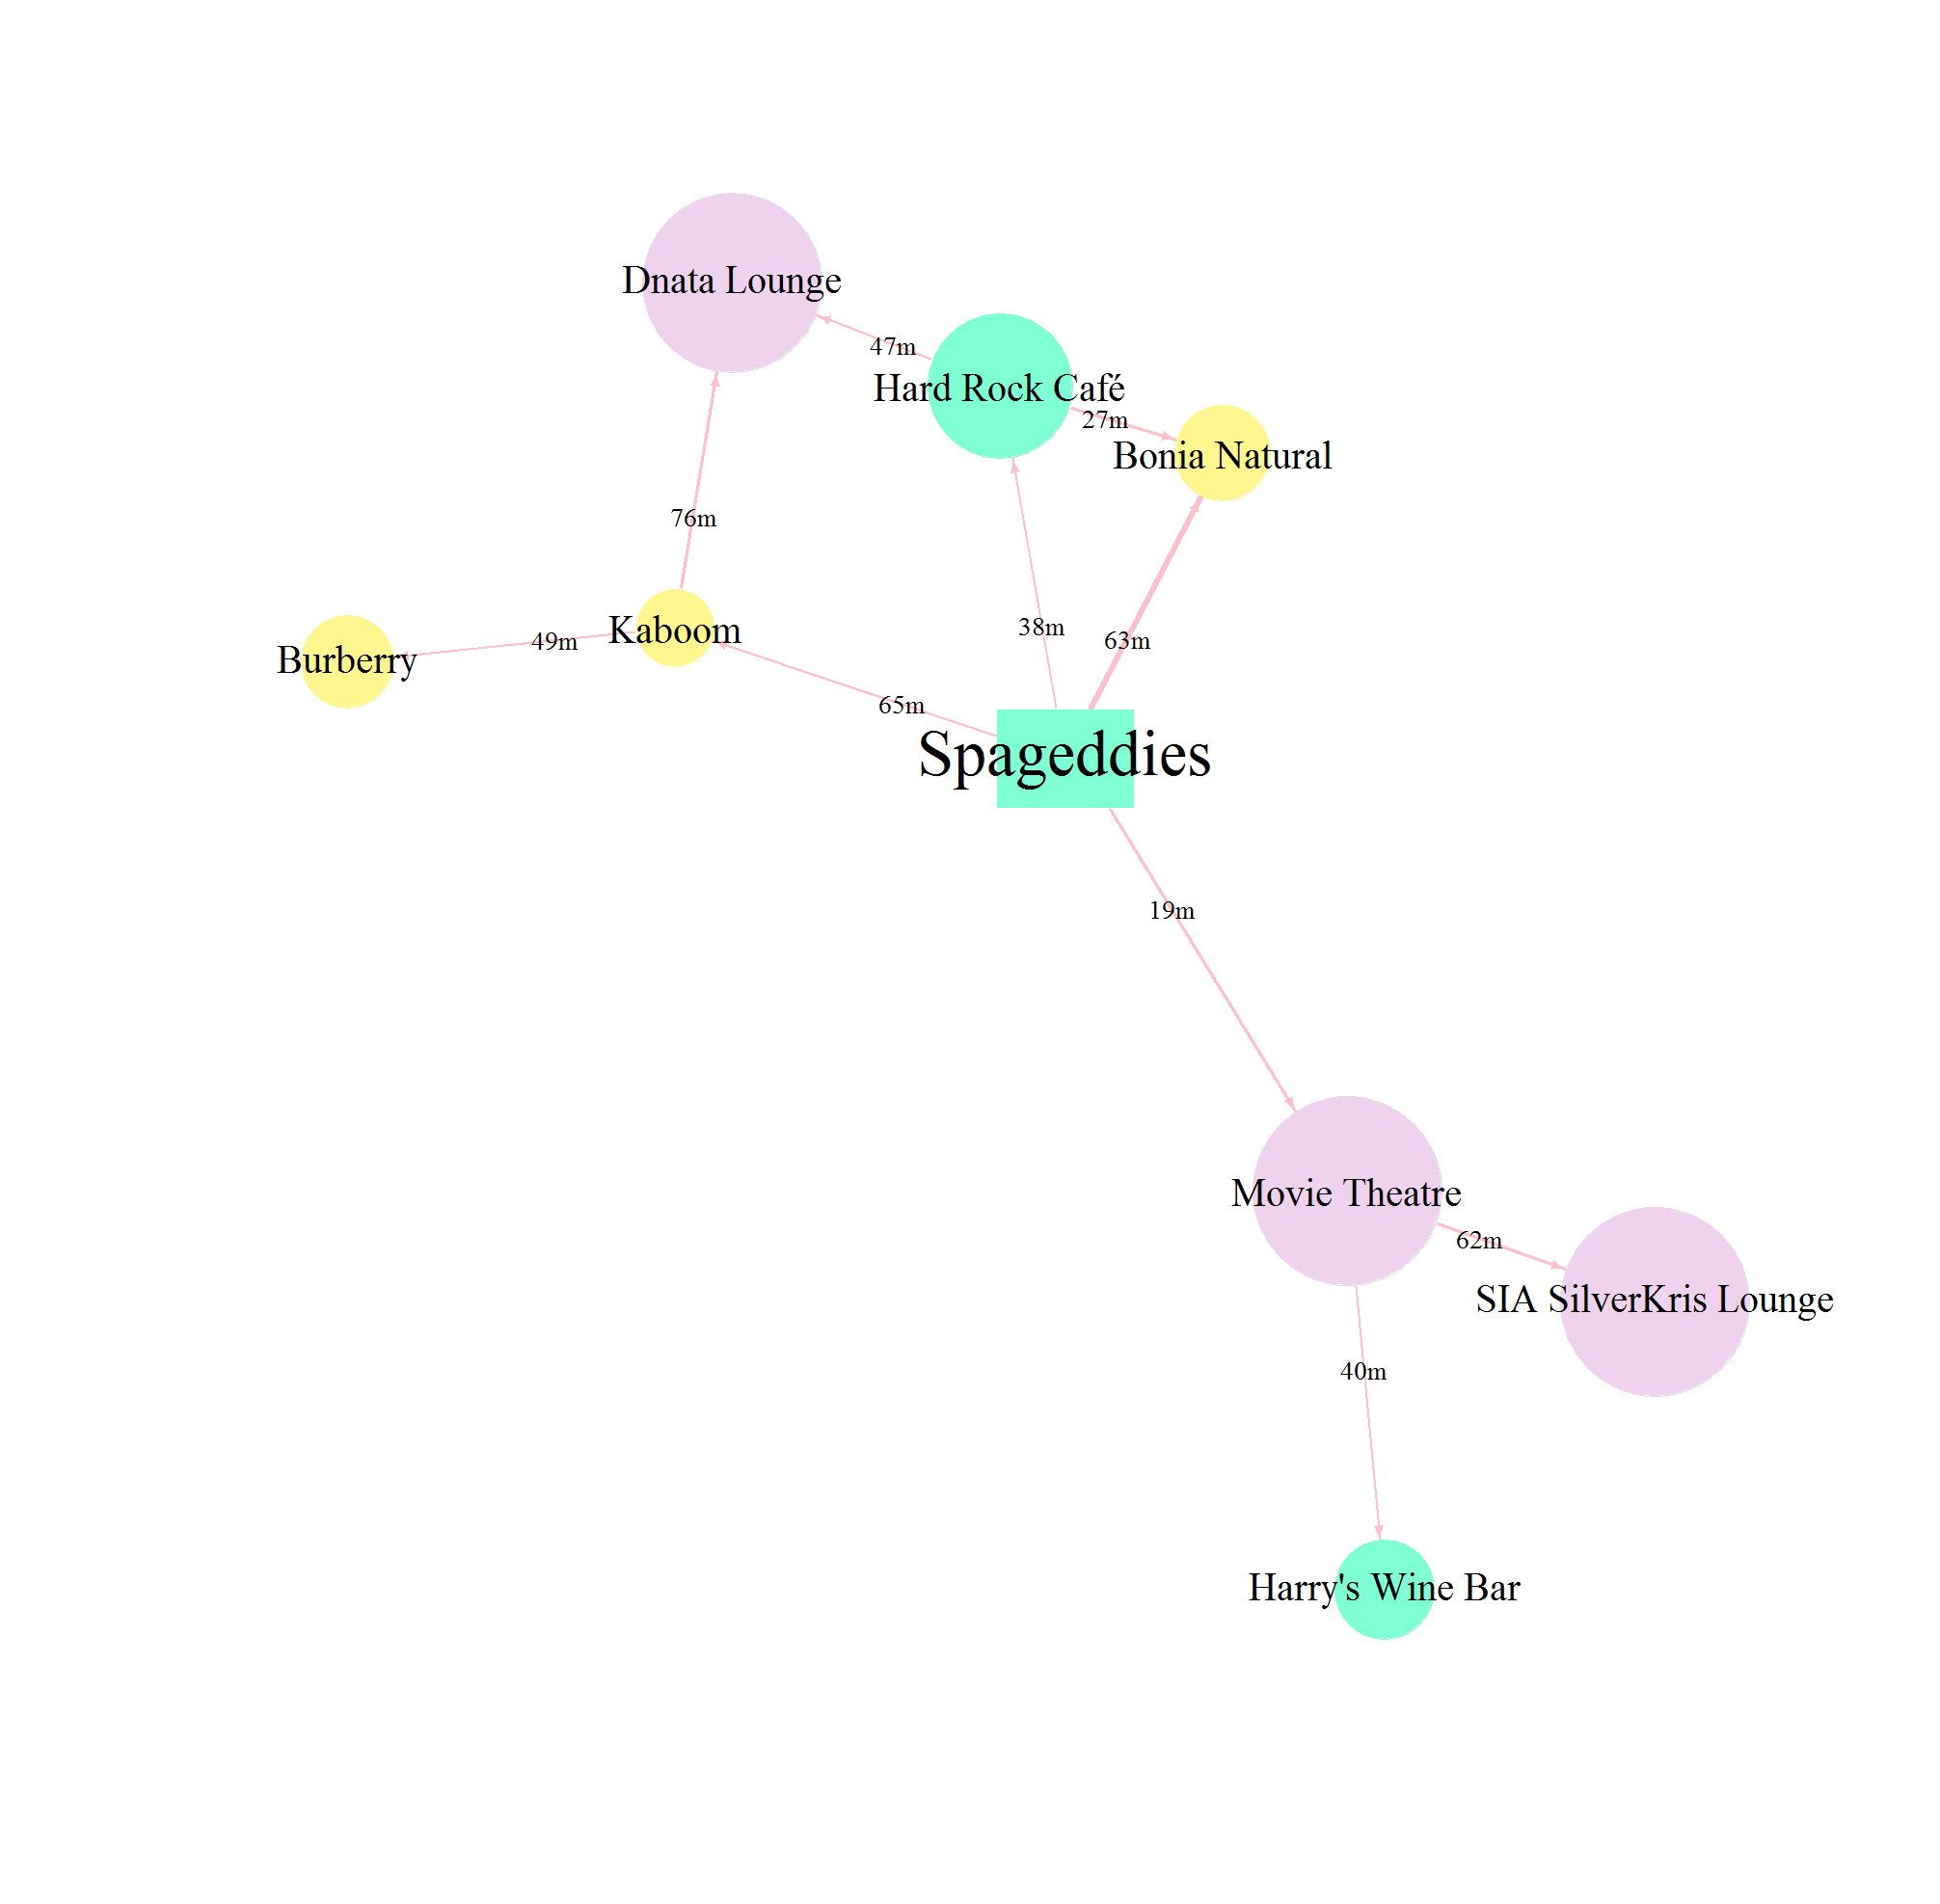 Dnata Lounge
47m
Hard Rock Café
27m
Bonia Natural
76m
Burberry
49m
Kaboom
38m
63m
65m
Spageddies
19m
Movie Theatre
62m
SIA SilverKris Lounge
40m
Harry's Wine Bar